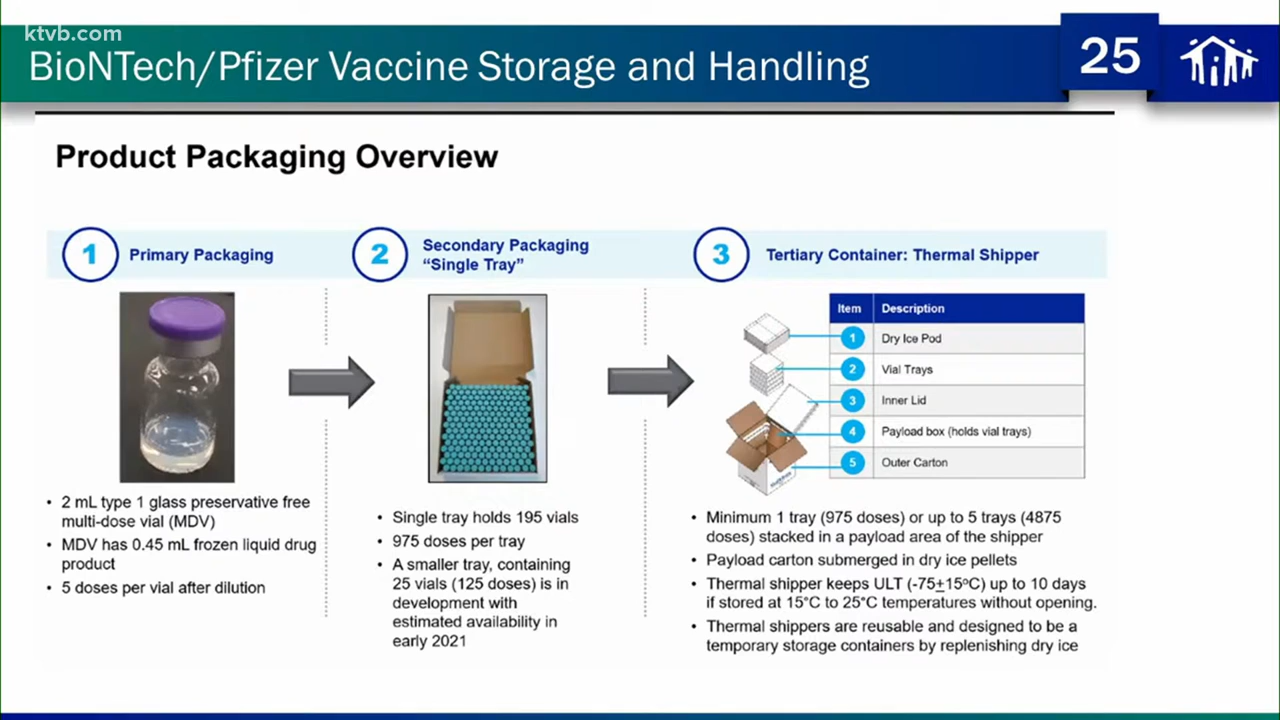 ktvb.com
BioNTech/Pfizer Vaccine Storage and Handling
25
Product Packaging Overview
1 Primary Packaging
• 2 mL type 1 glass preservative free
multi-dose vial (MDV)
• MDV has 0.45 mL frozen liquid drug
product
• 5 doses per vial after dilution
2 Secondary Packaging
“Single Tray”
• Single tray holds 195 vials
• 975 doses per tray
• A smaller tray, containing
25 vials (125 doses) is in
development with
estimated availability in
early 2021
3 Tertiary Container: Thermal Shipper
Item Description
1 Dry Ice Pod
2 Vial Trays
3 Inner Lid
4 Payload box (holds vial trays)
5 Outer Carton
• Minimum 1 tray (975 doses) or up to 5 trays (4875
doses) stacked in a payload area of the shipper
• Payload carton submerged in dry ice pellets
• Thermal shipper keeps ULT (-75±15ºC) up to 10 days
if stored at 15°C to 25°C temperatures without opening.
• Thermal shippers are reusable and designed to be a
temporary storage containers by replenishing dry ice